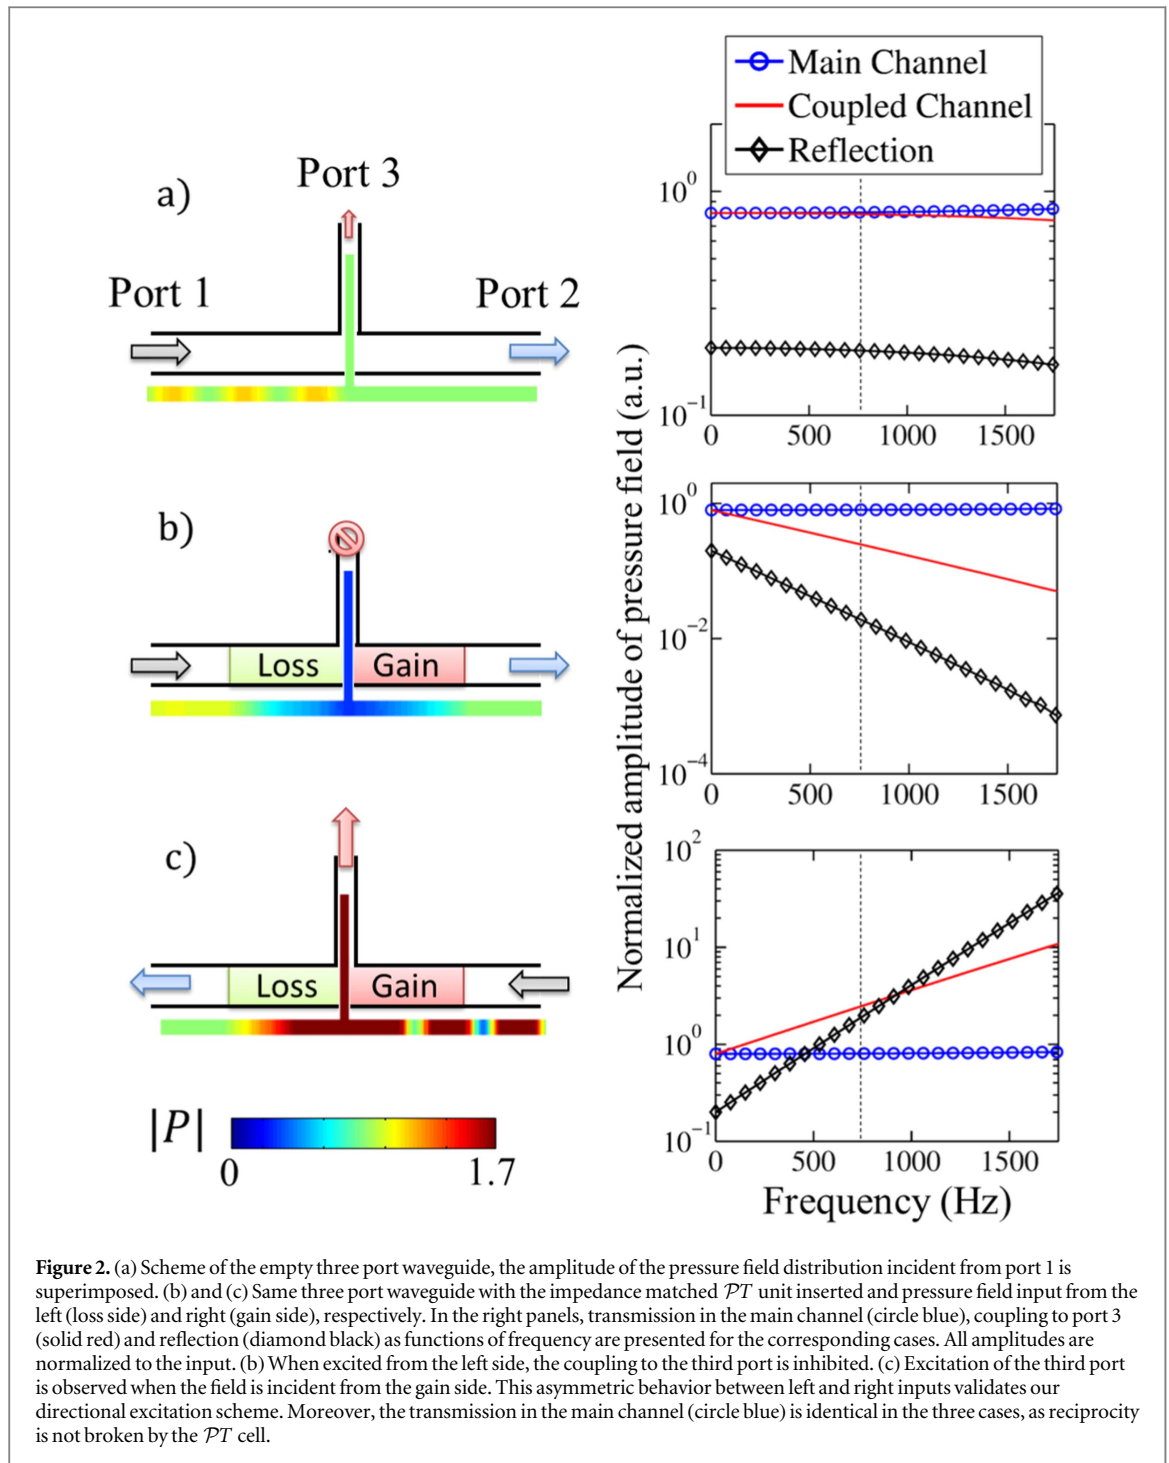 Main Channel
Coupled Channel
Reflection
a)
Port 3
Port 1
Port 2
10⁰
10⁻¹
0
500
1000
1500
b)
Loss
Gain
10⁰
10⁻²
10⁻⁴
0
500
1000
1500
c)
Loss
Gain
10²
10¹
10⁰
10⁻¹
0
500
1000
1500
Normalized amplitude of pressure field (a.u.)
Frequency (Hz)
|P|
0
1.7
Figure 2. (a) Scheme of the empty three port waveguide, the amplitude of the pressure field distribution incident from port 1 is
superimposed. (b) and (c) Same three port waveguide with the impedance matched 𝒫T unit inserted and pressure field input from the
left (loss side) and right (gain side), respectively. In the right panels, transmission in the main channel (circle blue), coupling to port 3
(solid red) and reflection (diamond black) as functions of frequency are presented for the corresponding cases. All amplitudes are
normalized to the input. (b) When excited from the left side, the coupling to the third port is inhibited. (c) Excitation of the third port
is observed when the field is incident from the gain side. This asymmetric behavior between left and right inputs validates our
directional excitation scheme. Moreover, the transmission in the main channel (circle blue) is identical in the three cases, as reciprocity
is not broken by the 𝒫T cell.